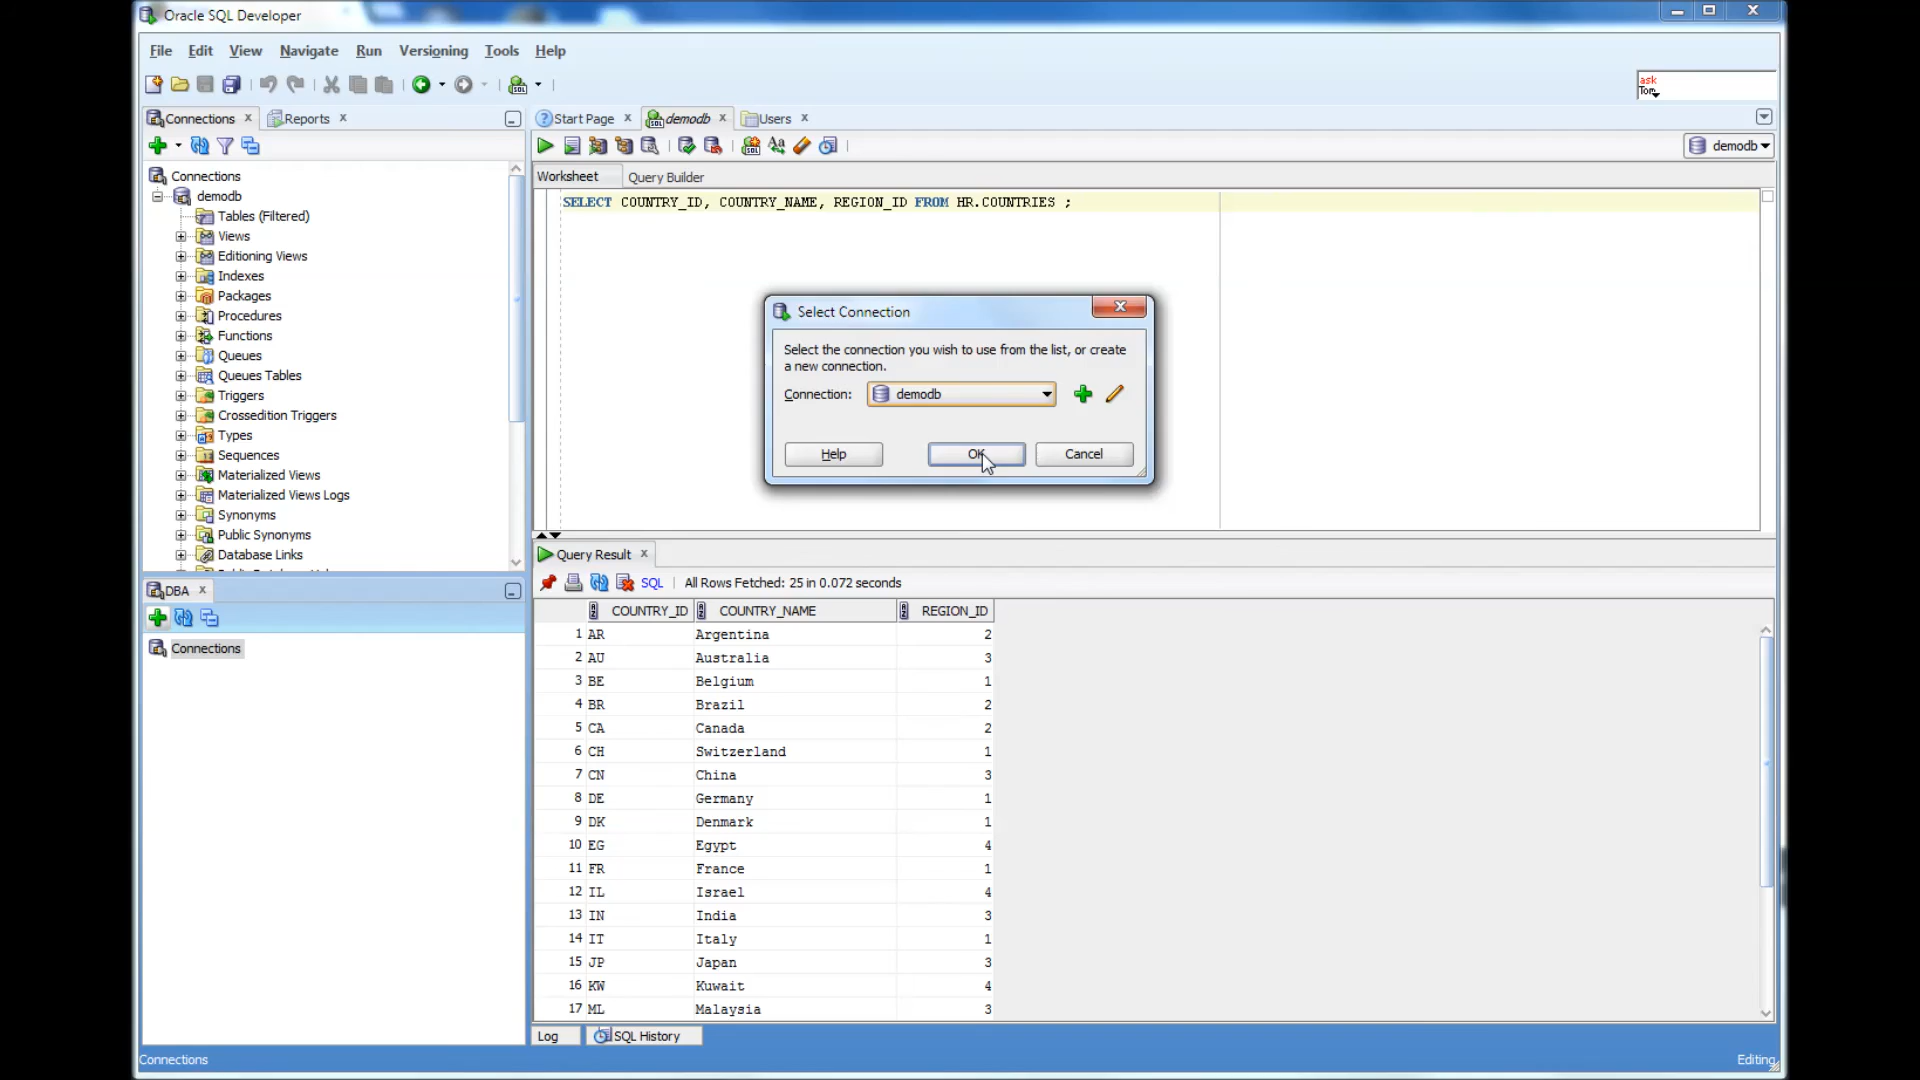 Oracle SQL Developer
File Edit View Navigate Run Versioning Tools Help
ask
Tom
Connections Reports
Start Page demodb Users
demodb
Worksheet Query Builder
SELECT COUNTRY_ID, COUNTRY_NAME, REGION_ID FROM HR.COUNTRIES ;
Connections
demodb
Tables (Filtered)
Views
Editioning Views
Indexes
Packages
Procedures
Functions
Queues
Queues Tables
Triggers
Crossedition Triggers
Types
Sequences
Materialized Views
Materialized Views Logs
Synonyms
Public Synonyms
Database Links
Select Connection
Select the connection you wish to use from the list, or create
a new connection.
Connection: demodb
Help OK Cancel
DBA
Connections
Query Result
SQL All Rows Fetched: 25 in 0.072 seconds
COUNTRY_ID COUNTRY_NAME REGION_ID
1 AR Argentina 2
2 AU Australia 3
3 BE Belgium 1
4 BR Brazil 2
5 CA Canada 2
6 CH Switzerland 1
7 CN China 3
8 DE Germany 1
9 DK Denmark 1
10 EG Egypt 4
11 FR France 1
12 IL Israel 4
13 IN India 3
14 IT Italy 1
15 JP Japan 3
16 KW Kuwait 4
17 ML Malaysia 3
Log SQL History
Connections
Editing